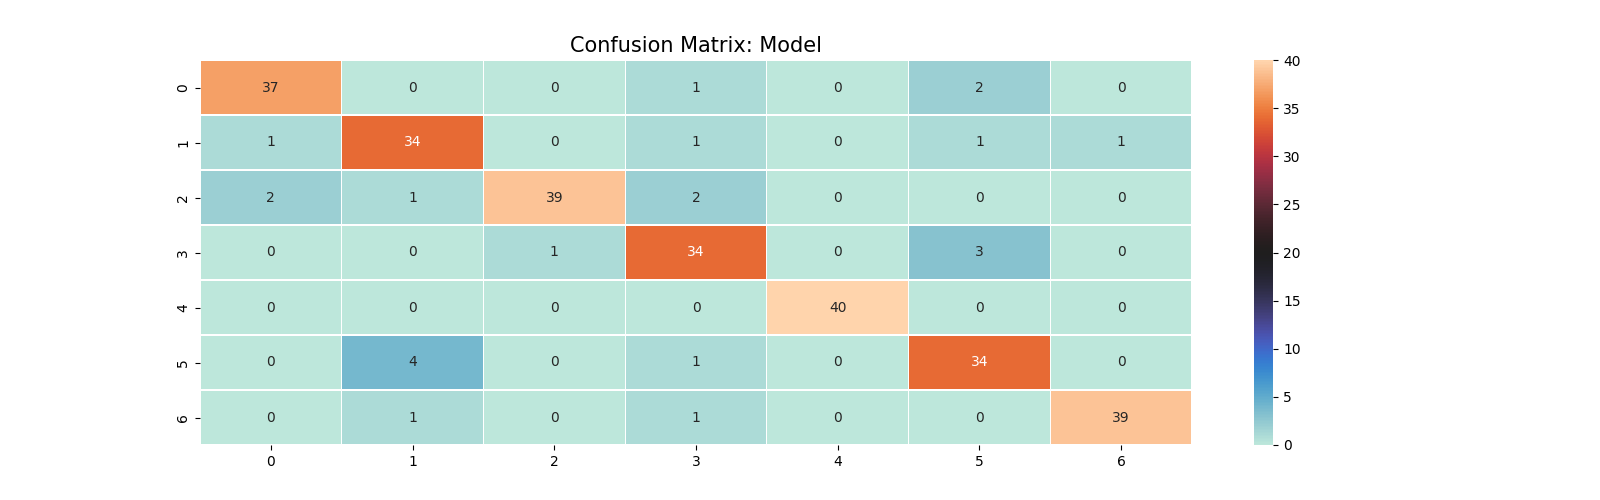 Confusion Matrix: Model
0 37 0 0 1 0 2 0
1 1 34 0 1 0 1 1
2 2 1 39 2 0 0 0
3 0 0 1 34 0 3 0
4 0 0 0 0 40 0 0
5 0 4 0 1 0 34 0
6 0 1 0 1 0 0 39
0 1 2 3 4 5 6
40
35
30
25
20
15
10
5
0